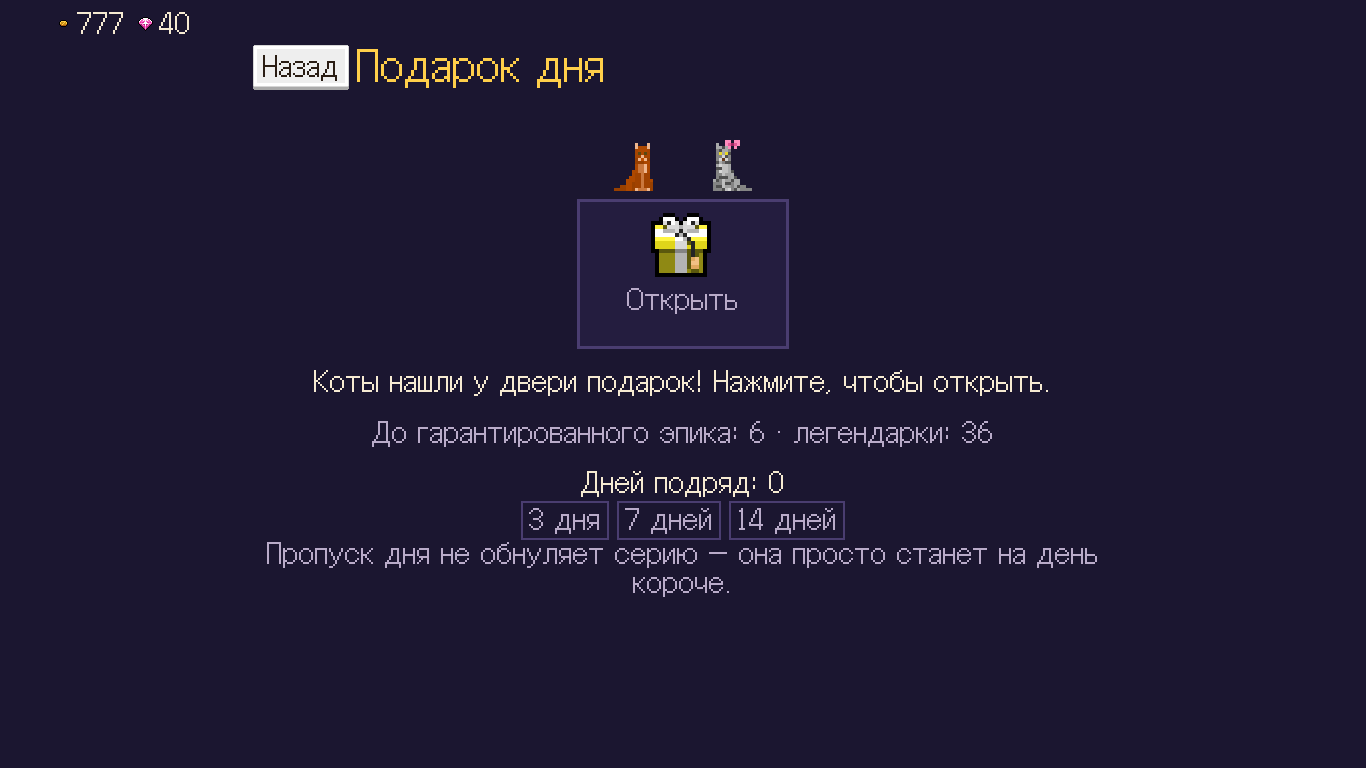 777 40
Назад Подарок дня
Открыть
Коты нашли у двери подарок! Нажмите, чтобы открыть.
До гарантированного эпика: 6 · легендарки: 36
Дней подряд: 0
3 дня 7 дней 14 дней
Пропуск дня не обнуляет серию — она просто станет на день
короче.